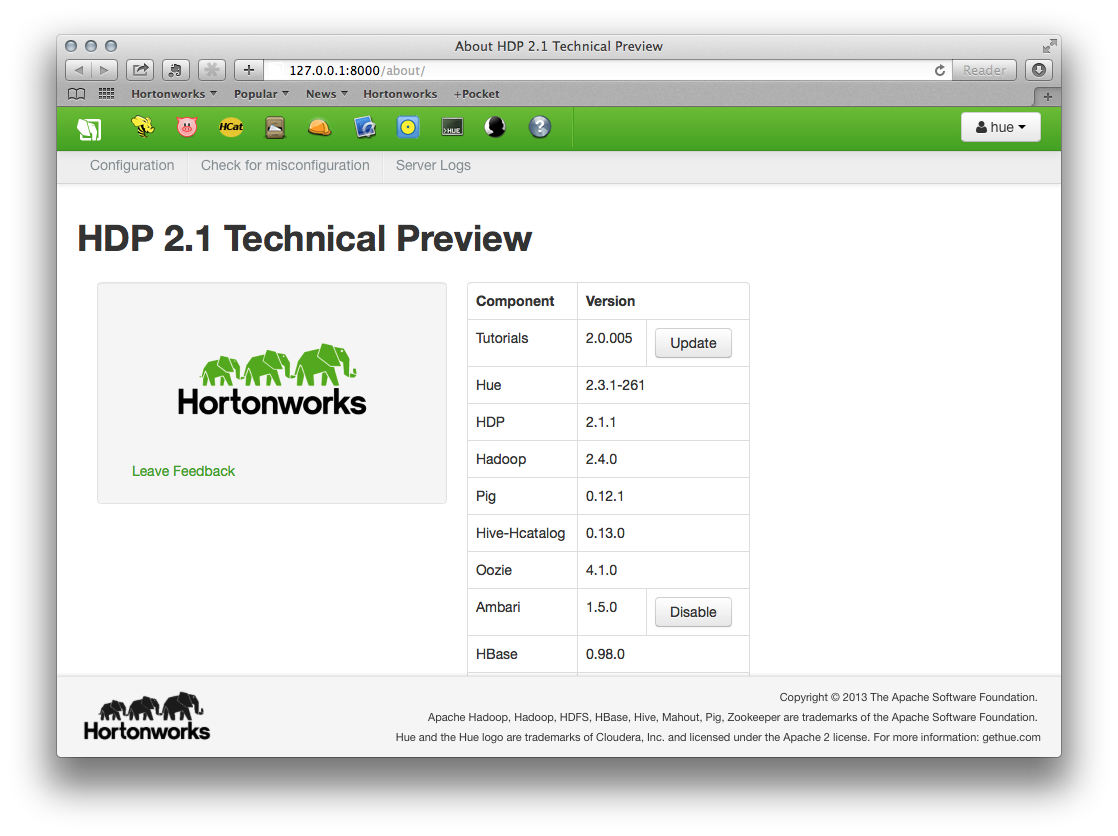 About HDP 2.1 Technical Preview
127.0.0.1:8000/about/
Reader
Hortonworks Popular News Hortonworks +Pocket
HCat
>HUE
?
hue
Configuration Check for misconfiguration Server Logs
HDP 2.1 Technical Preview
Hortonworks
Leave Feedback
Component Version
Tutorials 2.0.005 Update
Hue 2.3.1-261
HDP 2.1.1
Hadoop 2.4.0
Pig 0.12.1
Hive-Hcatalog 0.13.0
Oozie 4.1.0
Ambari 1.5.0 Disable
HBase 0.98.0
Hortonworks
Copyright © 2013 The Apache Software Foundation.
Apache Hadoop, Hadoop, HDFS, HBase, Hive, Mahout, Pig, Zookeeper are trademarks of the Apache Software Foundation.
Hue and the Hue logo are trademarks of Cloudera, Inc. and licensed under the Apache 2 license. For more information: gethue.com